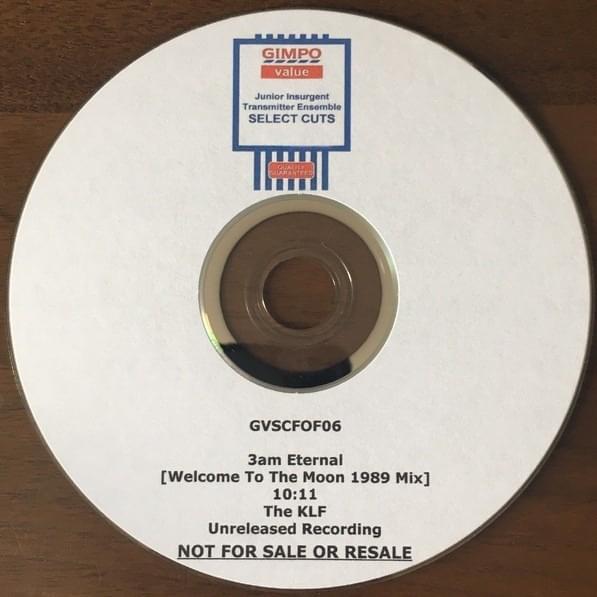 GIMPO
value
Junior Insurgent
Transmitter Ensemble
SELECT CUTS
QUALITY
GUARANTEED
GVSCFOF06
3am Eternal
[Welcome To The Moon 1989 Mix]
10:11
The KLF
Unreleased Recording
NOT FOR SALE OR RESALE